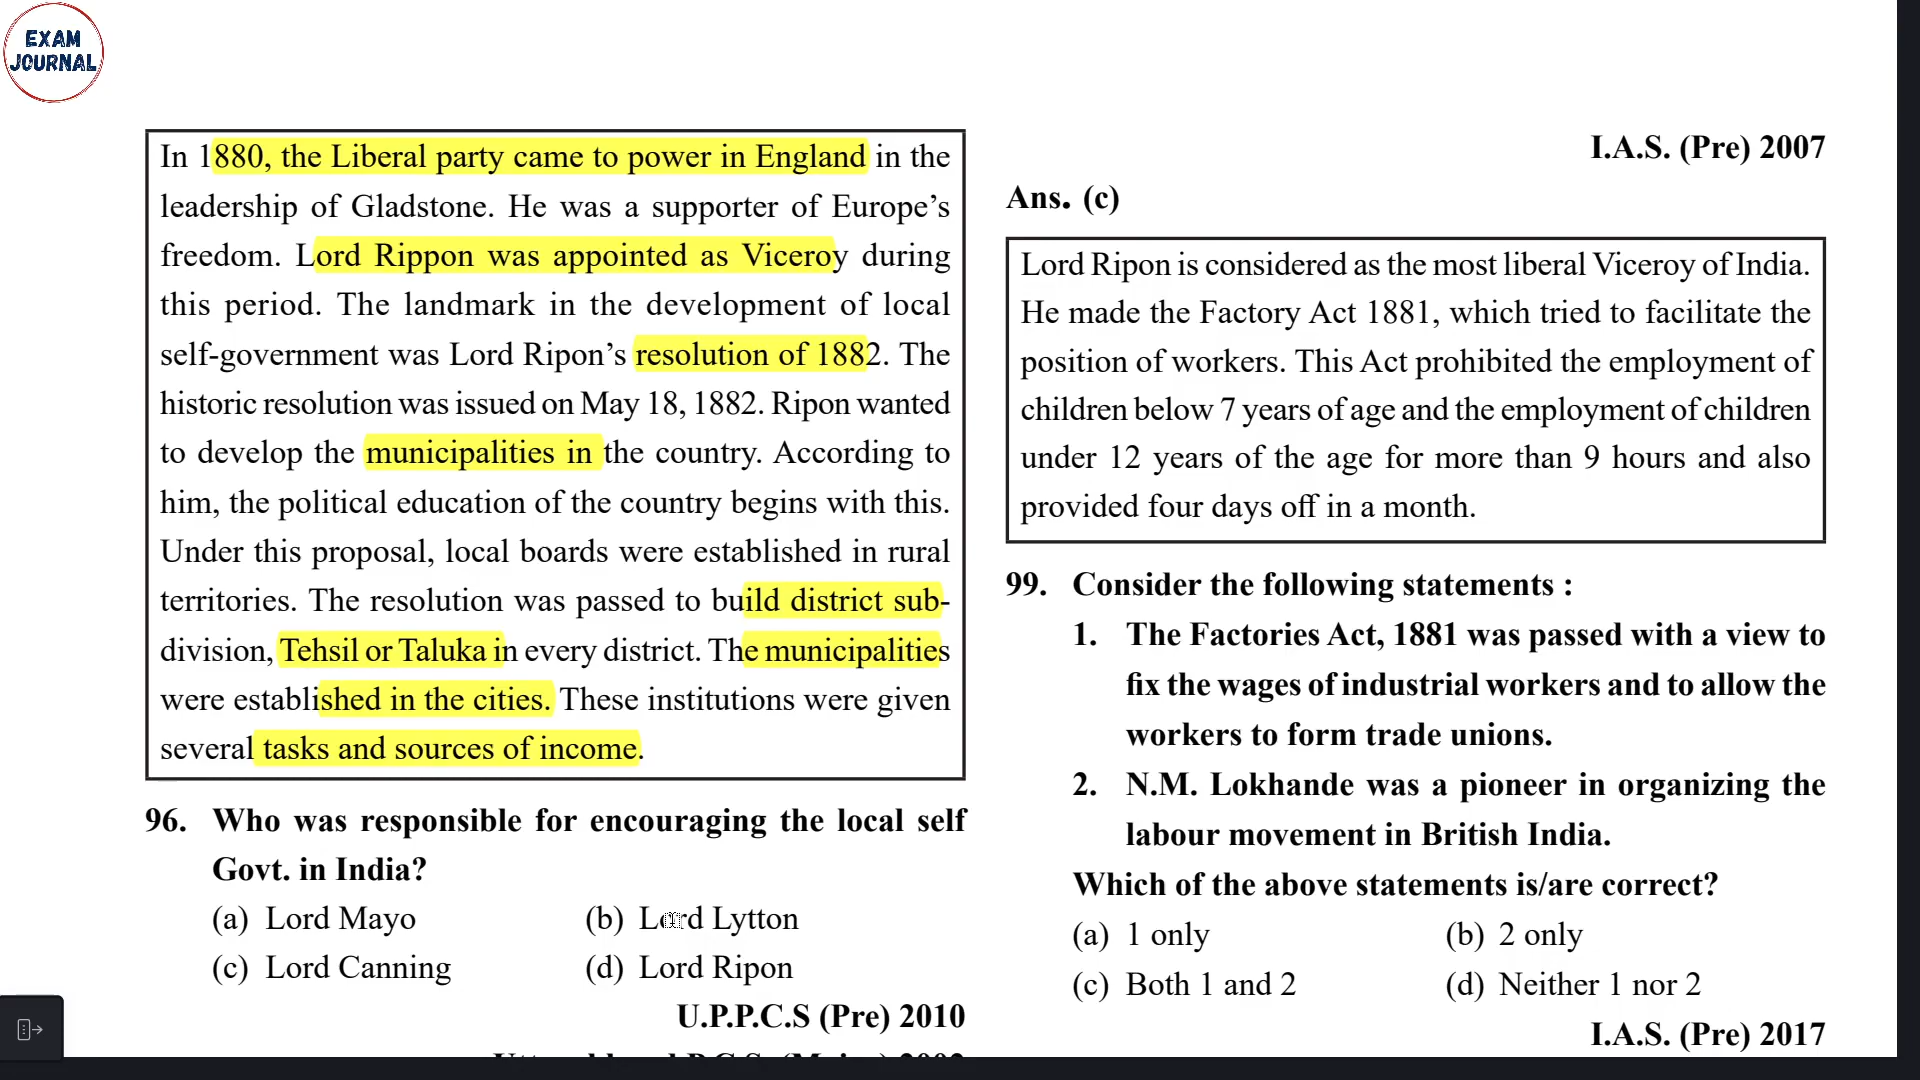 EXAM
JOURNAL
In 1880, the Liberal party came to power in England in the
leadership of Gladstone. He was a supporter of Europe’s
freedom. Lord Rippon was appointed as Viceroy during
this period. The landmark in the development of local
self-government was Lord Ripon’s resolution of 1882. The
historic resolution was issued on May 18, 1882. Ripon wanted
to develop the municipalities in the country. According to
him, the political education of the country begins with this.
Under this proposal, local boards were established in rural
territories. The resolution was passed to build district sub-
division, Tehsil or Taluka in every district. The municipalities
were established in the cities. These institutions were given
several tasks and sources of income.
96. Who was responsible for encouraging the local self
Govt. in India?
(a) Lord Mayo (b) Lord Lytton
(c) Lord Canning (d) Lord Ripon
U.P.P.C.S (Pre) 2010
I.A.S. (Pre) 2007
Ans. (c)
Lord Ripon is considered as the most liberal Viceroy of India.
He made the Factory Act 1881, which tried to facilitate the
position of workers. This Act prohibited the employment of
children below 7 years of age and the employment of children
under 12 years of the age for more than 9 hours and also
provided four days off in a month.
99. Consider the following statements :
1. The Factories Act, 1881 was passed with a view to
fix the wages of industrial workers and to allow the
workers to form trade unions.
2. N.M. Lokhande was a pioneer in organizing the
labour movement in British India.
Which of the above statements is/are correct?
(a) 1 only (b) 2 only
(c) Both 1 and 2 (d) Neither 1 nor 2
I.A.S. (Pre) 2017